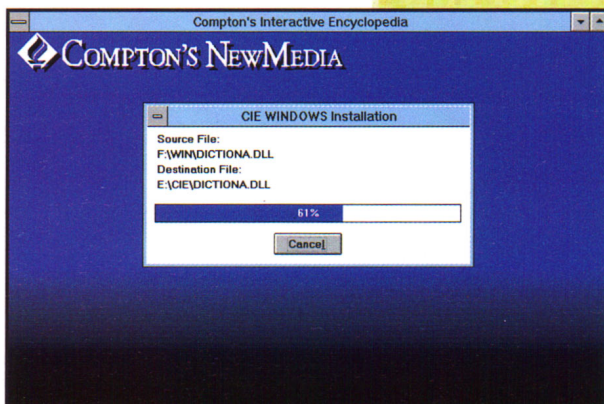 Compton's Interactive Encyclopedia
COMPTON'S NEWMEDIA
CIE WINDOWS Installation
Source File:
F:\WIN\DICTIONA.DLL
Destination File:
E:\CIE\DICTIONA.DLL
61%
Cancel